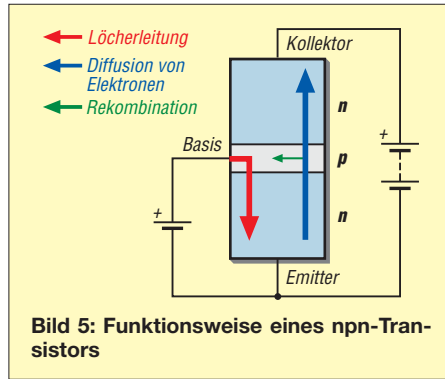 Löcherleitung
Diffusion von
Elektronen
Rekombination
Kollektor
n
Basis
p
+
+
n
Emitter
Bild 5: Funktionsweise eines npn-Tran-
sistors